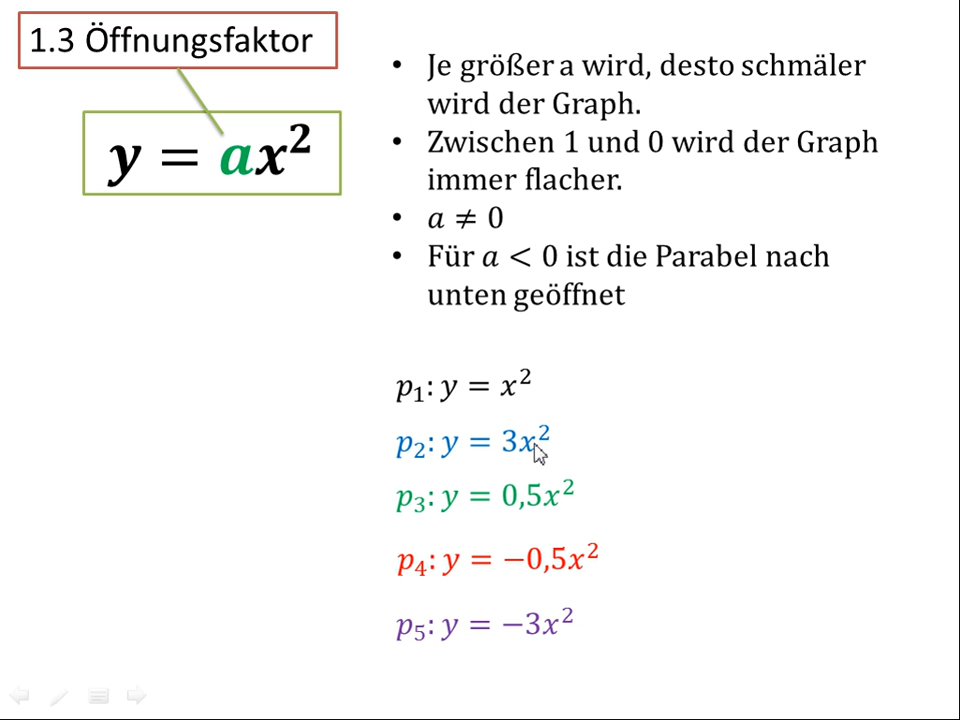 1.3 Öffnungsfaktor
y = ax²
• Je größer a wird, desto schmäler
wird der Graph.
• Zwischen 1 und 0 wird der Graph
immer flacher.
• a ≠ 0
• Für a < 0 ist die Parabel nach
unten geöffnet
p₁: y = x²
p₂: y = 3x²
p₃: y = 0,5x²
p₄: y = −0,5x²
p₅: y = −3x²